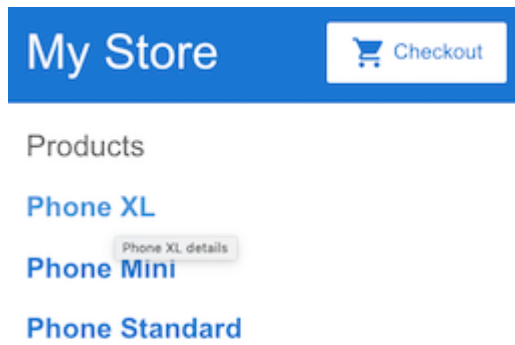 My Store
Checkout
Products
Phone XL
Phone XL details
Phone Mini
Phone Standard